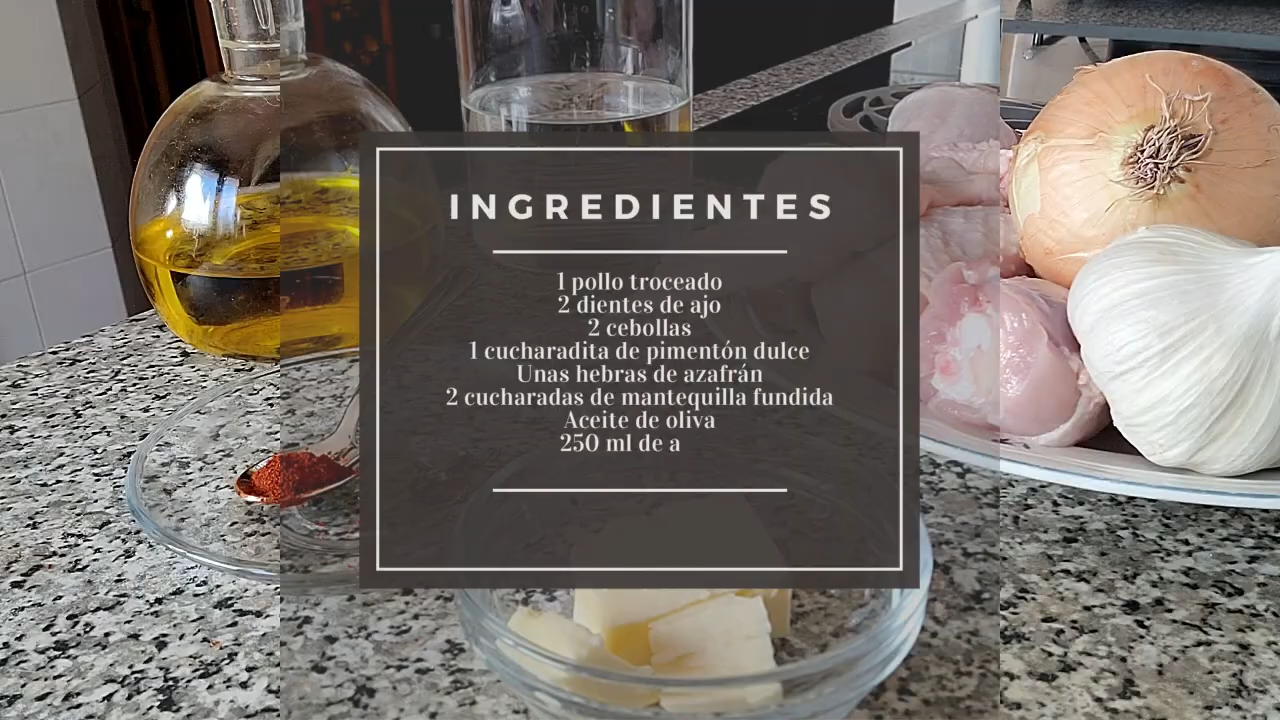 INGREDIENTES
1 pollo troceado
2 dientes de ajo
2 cebollas
1 cucharadita de pimentón dulce
Unas hebras de azafrán
2 cucharadas de mantequilla fundida
Aceite de oliva
250 ml de a